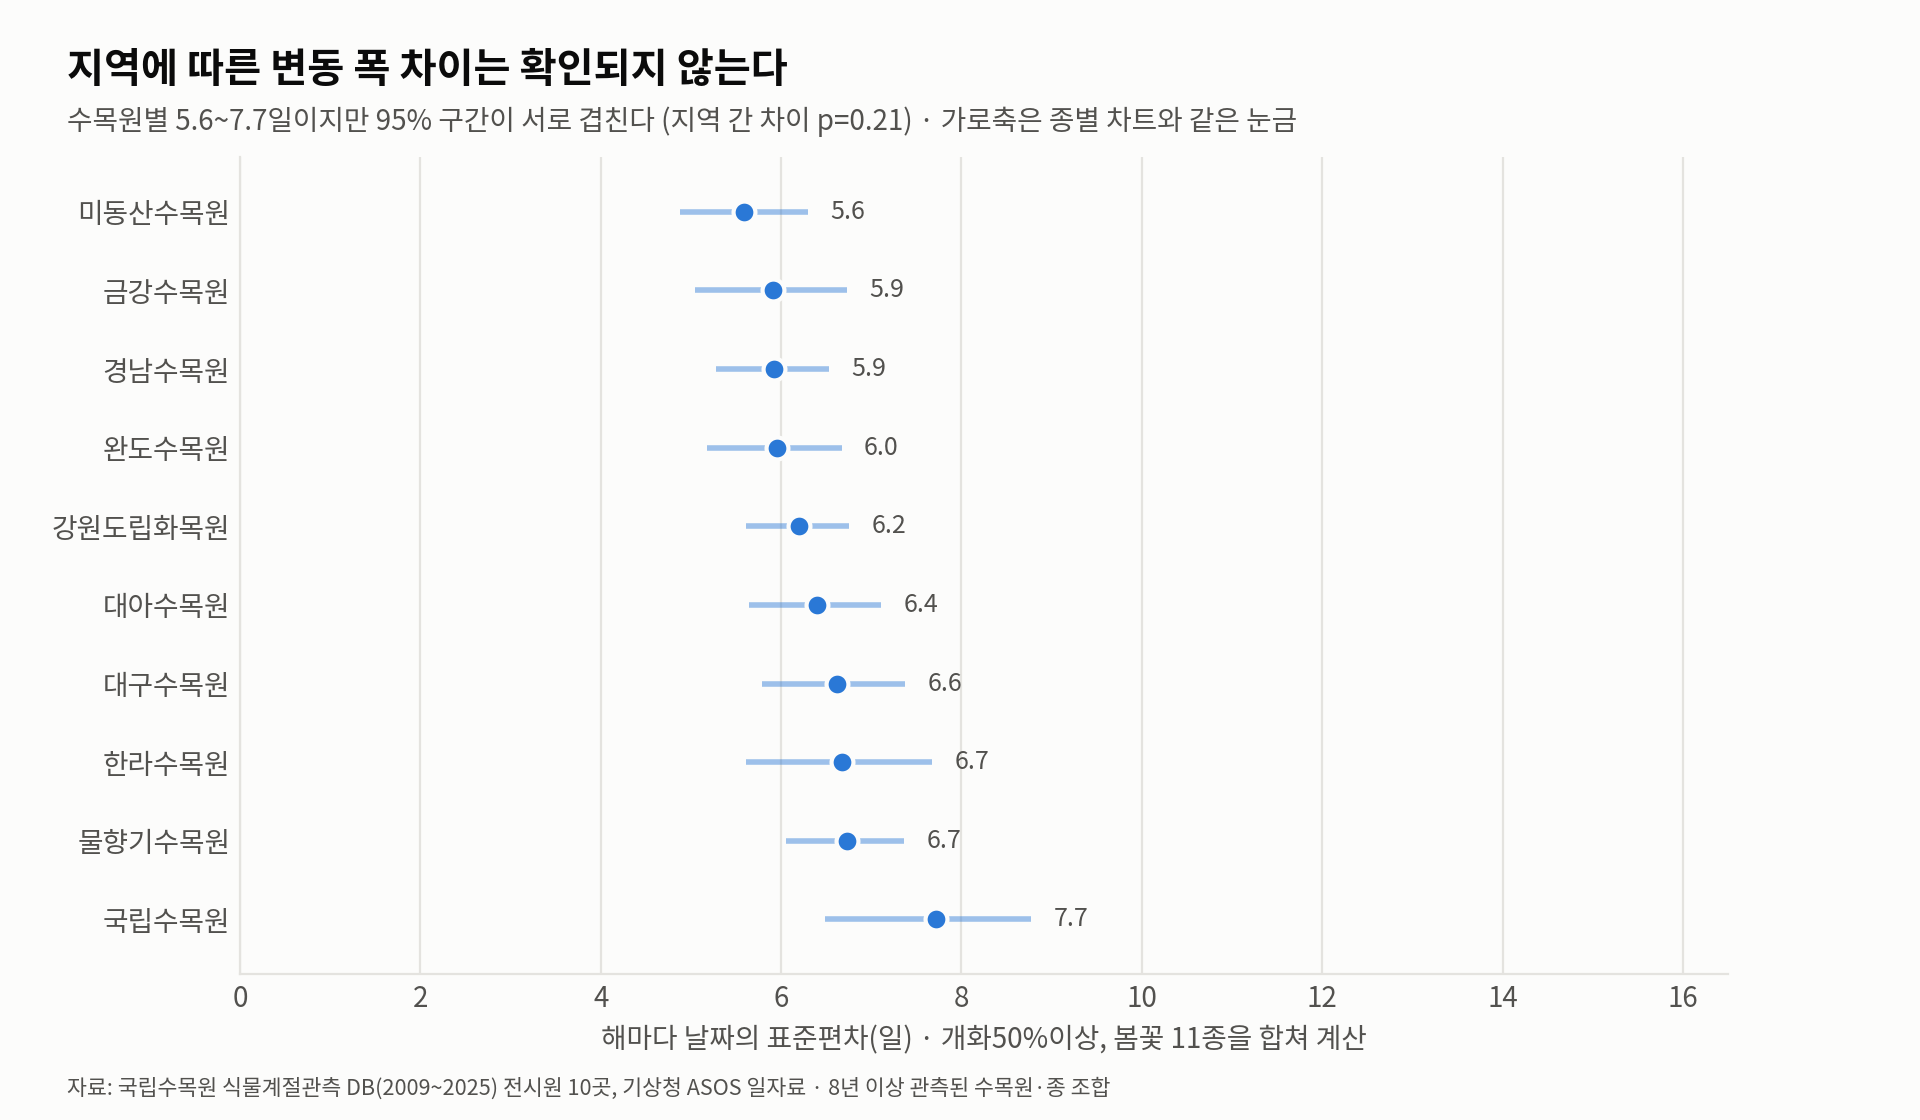 지역에 따른 변동 폭 차이는 확인되지 않는다
수목원별 5.6~7.7일이지만 95% 구간이 서로 겹친다 (지역 간 차이 p=0.21) · 가로축은 종별 차트와 같은 눈금
미동산수목원 5.6
금강수목원 5.9
경남수목원 5.9
완도수목원 6.0
강원도립화목원 6.2
대아수목원 6.4
대구수목원 6.6
한라수목원 6.7
물향기수목원 6.7
국립수목원 7.7
0 2 4 6 8 10 12 14 16
해마다 날짜의 표준편차(일) · 개화50%이상, 봄꽃 11종을 합쳐 계산
자료: 국립수목원 식물계절관측 DB(2009~2025) 전시원 10곳, 기상청 ASOS 일자료 · 8년 이상 관측된 수목원·종 조합